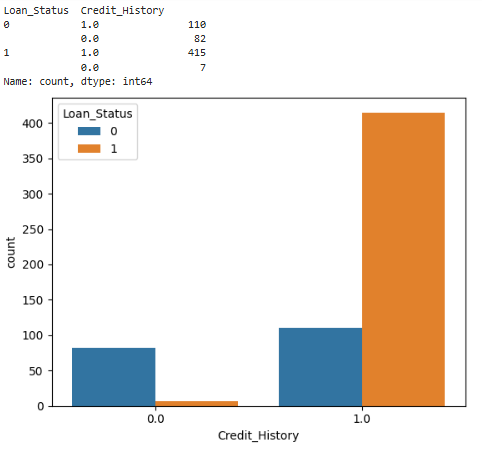 Loan_Status  Credit_History
0            1.0               110
             0.0                82
1            1.0               415
             0.0                 7
Name: count, dtype: int64
Loan_Status
0
1
400
350
300
250
200
150
100
50
0
count
0.0 1.0
Credit_History